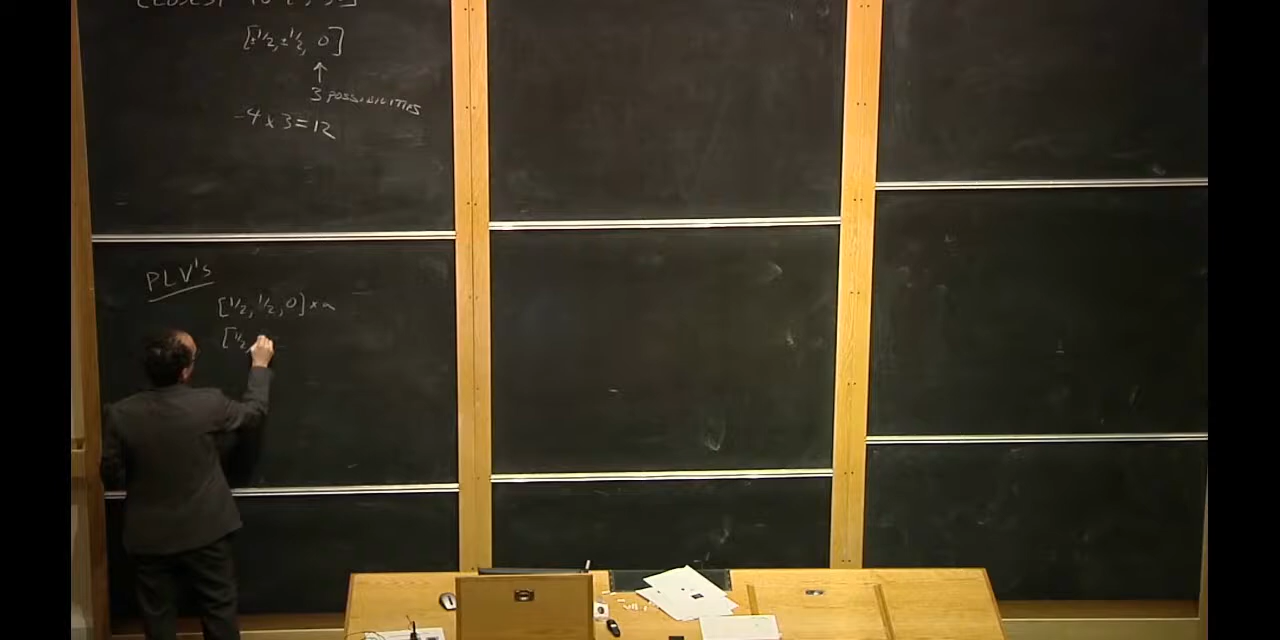 [±1/2, ±1/2, 0]
↑
3 POSSIBILITIES
4 x 3 = 12
PLV's
[1/2, 1/2, 0] x a
[1/2